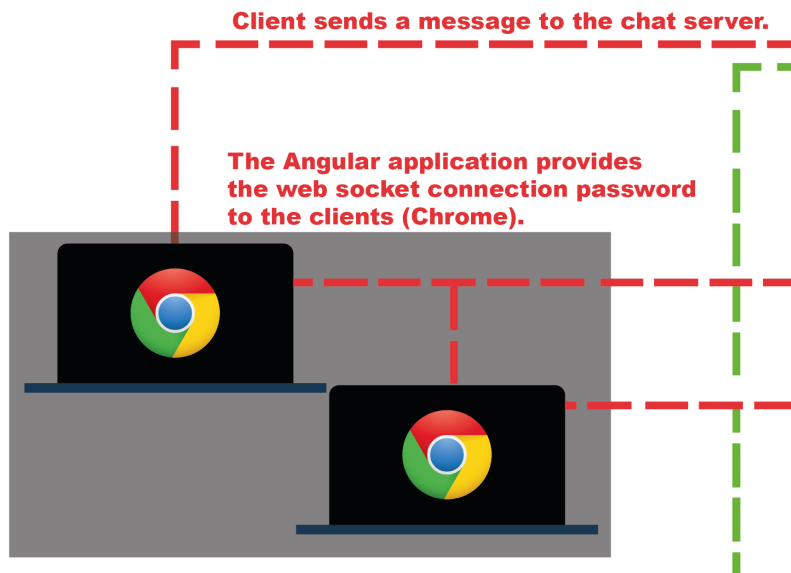 Client sends a message to the chat server.
The Angular application provides
the web socket connection password
to the clients (Chrome).